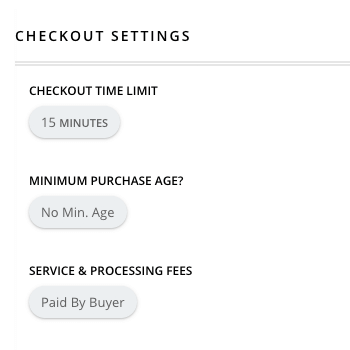 CHECKOUT SETTINGS
CHECKOUT TIME LIMIT
15 MINUTES
MINIMUM PURCHASE AGE?
No Min. Age
SERVICE & PROCESSING FEES
Paid By Buyer